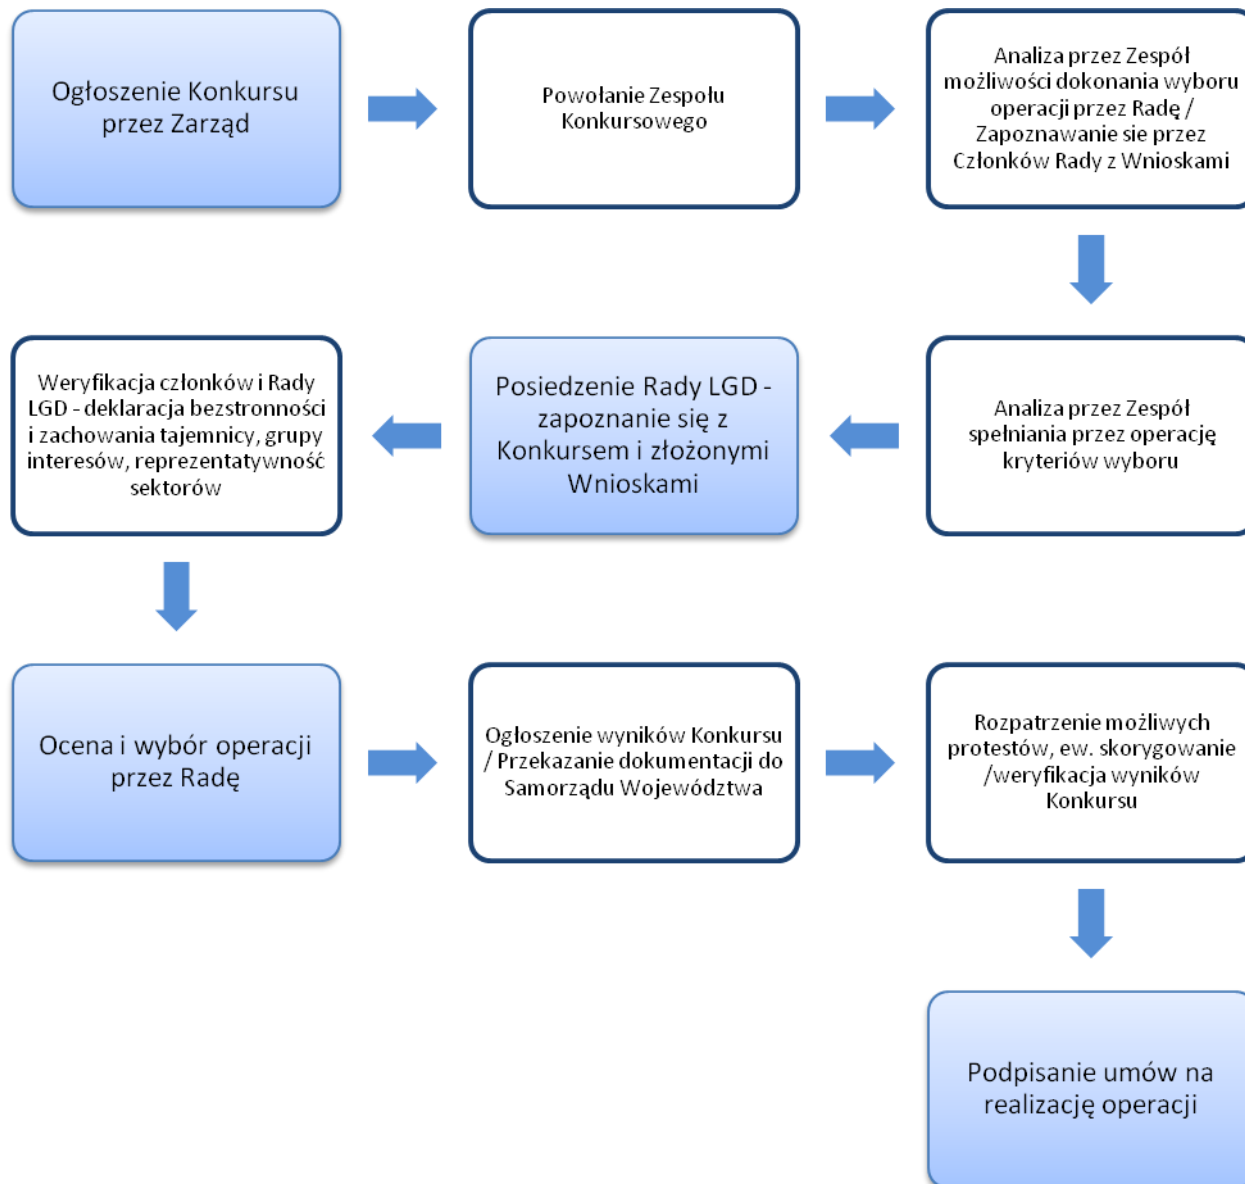 Ogłoszenie Konkursu
przez Zarząd
Powołanie Zespołu
Konkursowego
Analiza przez Zespół
możliwości dokonania wyboru
operacji przez Radę /
Zapoznawanie sie przez
Członków Rady z Wnioskami
Analiza przez Zespół
spełniania przez operację
kryteriów wyboru
Posiedzenie Rady LGD -
zapoznanie się z
Konkursem i złożonymi
Wnioskami
Weryfikacja członków i Rady
LGD - deklaracja bezstronności
i zachowania tajemnicy, grupy
interesów, reprezentatywność
sektorów
Ocena i wybór operacji
przez Radę
Ogłoszenie wyników Konkursu
/ Przekazanie dokumentacji do
Samorządu Województwa
Rozpatrzenie możliwych
protestów, ew. skorygowanie
/weryfikacja wyników
Konkursu
Podpisanie umów na
realizację operacji